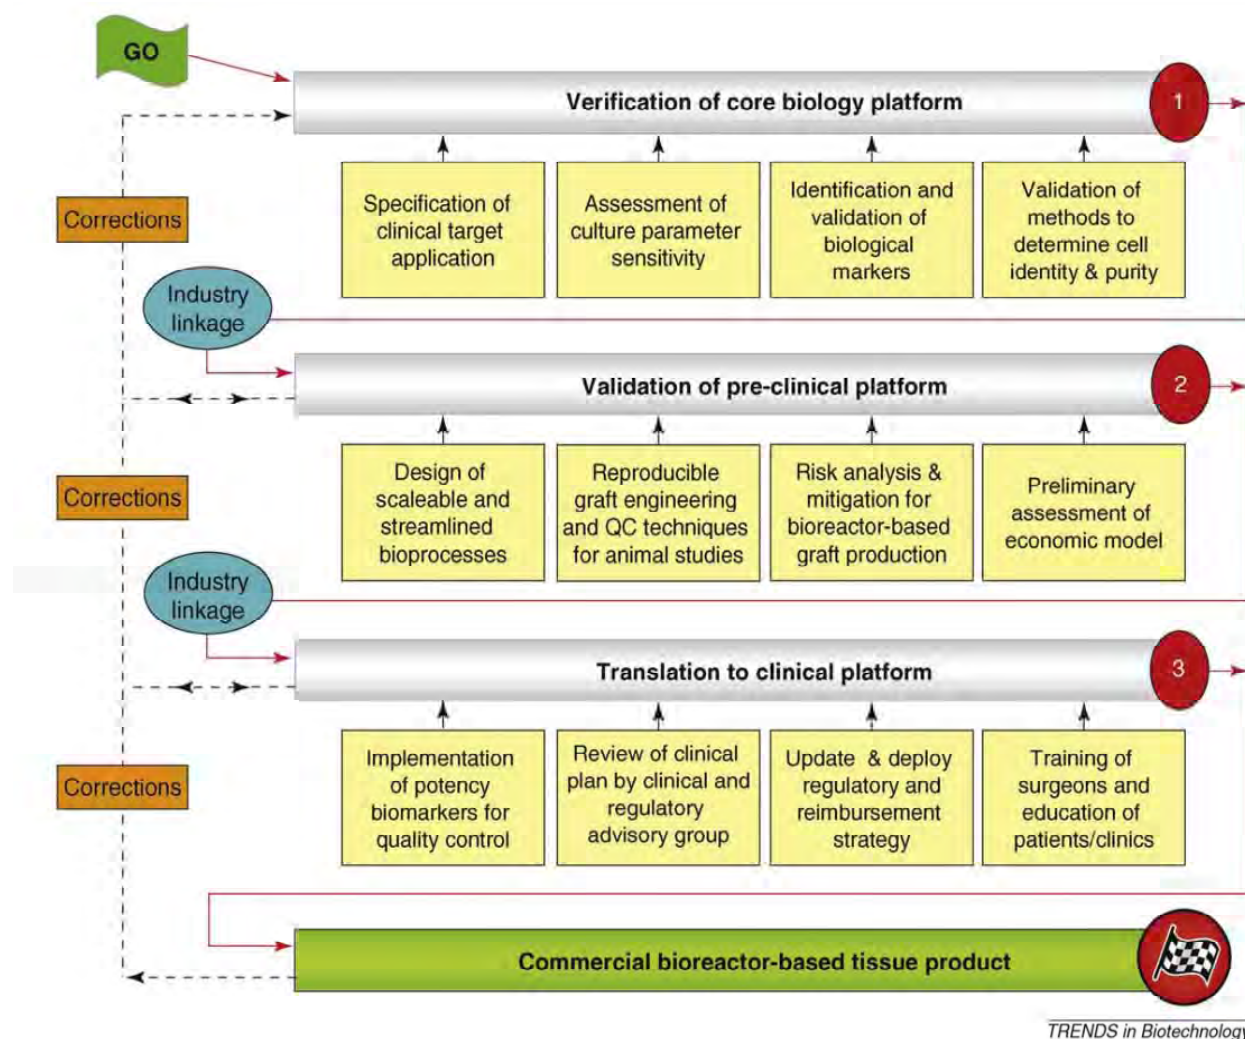 GO
Verification of core biology platform
1
Specification of
clinical target
application
Assessment of
culture parameter
sensitivity
Identification and
validation of
biological
markers
Validation of
methods to
determine cell
identity & purity
Corrections
Industry
linkage
Validation of pre-clinical platform
2
Design of
scaleable and
streamlined
bioprocesses
Reproducible
graft engineering
and QC techniques
for animal studies
Risk analysis &
mitigation for
bioreactor-based
graft production
Preliminary
assessment of
economic model
Corrections
Industry
linkage
Translation to clinical platform
3
Implementation
of potency
biomarkers for
quality control
Review of clinical
plan by clinical and
regulatory
advisory group
Update & deploy
regulatory and
reimbursement
strategy
Training of
surgeons and
education of
patients/clinics
Corrections
Commercial bioreactor-based tissue product
TRENDS in Biotechnology